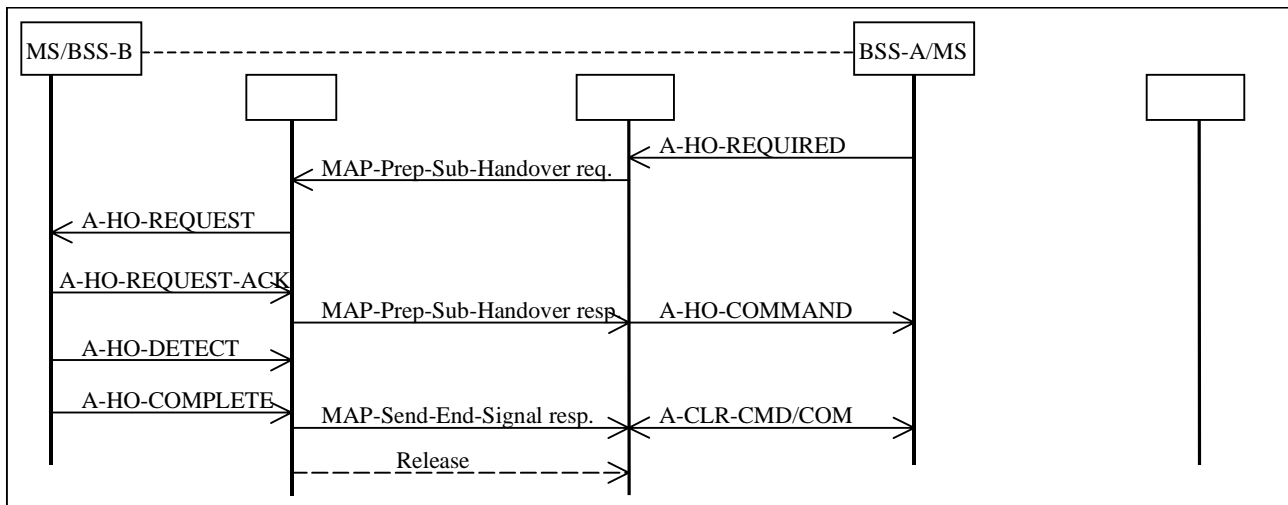 MS/BSS-B
BSS-A/MS
A-HO-REQUIRED
MAP-Prep-Sub-Handover req.
A-HO-REQUEST
A-HO-REQUEST-ACK
MAP-Prep-Sub-Handover resp.
A-HO-COMMAND
A-HO-DETECT
A-HO-COMPLETE
MAP-Send-End-Signal resp.
A-CLR-CMD/COM
Release